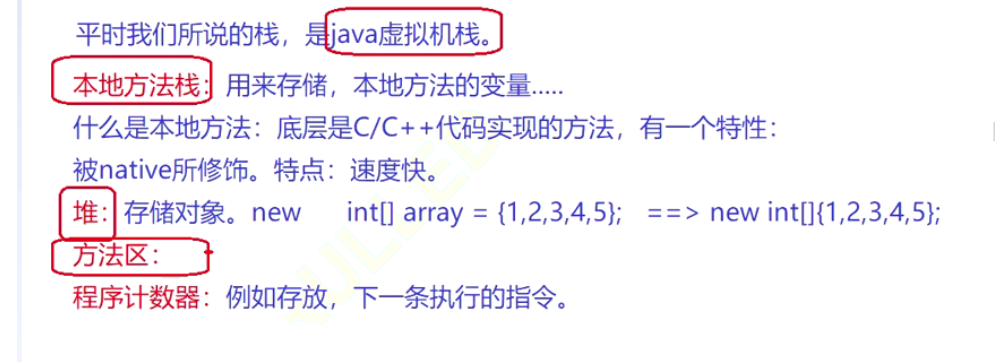 平时我们所说的栈，是java虚拟机栈。
本地方法栈：用来存储，本地方法的变量.....
什么是本地方法：底层是C/C++代码实现的方法，有一个特性：
被native所修饰。特点：速度快。
堆：存储对象。new int[] array = {1,2,3,4,5}; ==> new int[]{1,2,3,4,5};
方法区：
程序计数器：例如存放，下一条执行的指令。